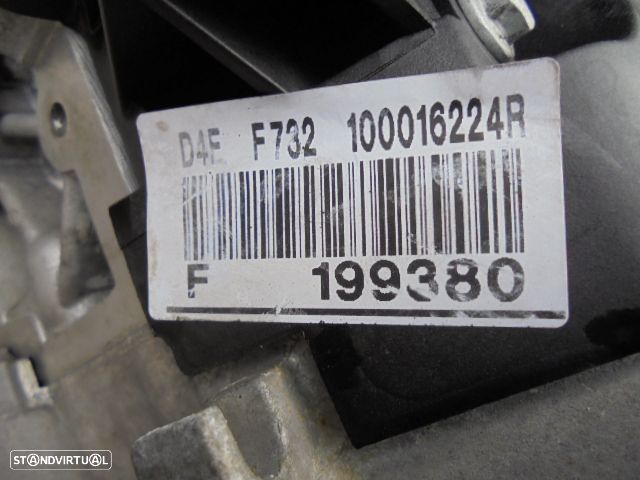 D4F F732 100016224R
F 199380
STANDVIRTUAL